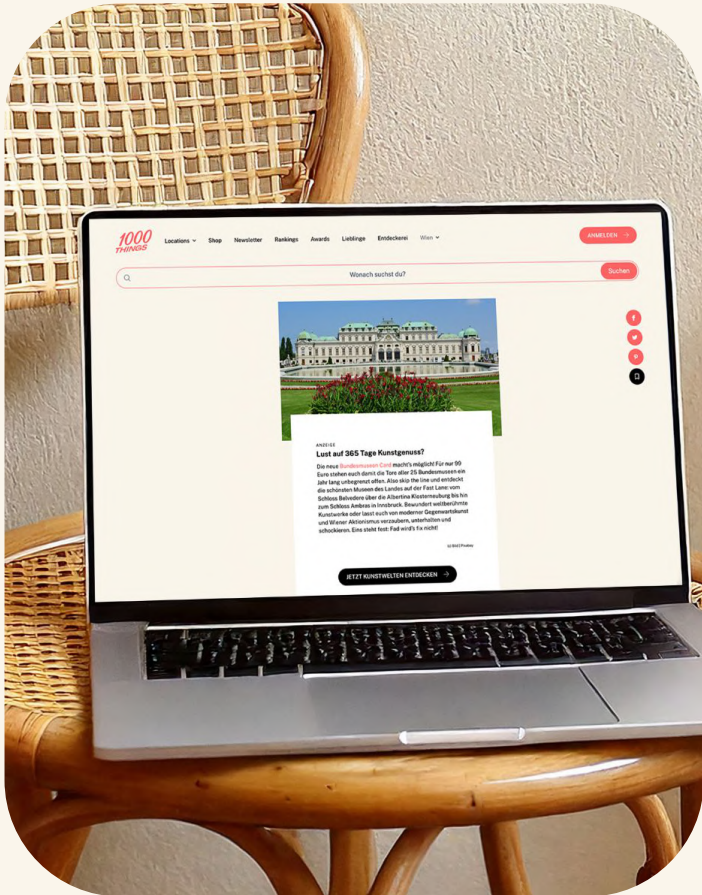 1000
THINGS
Locations
Shop
Newsletter
Rankings
Awards
Lieblinge
Entdeckerei
Wien
ANMELDEN
Wonach suchst du?
Suchen
ANZEIGE
Lust auf 365 Tage Kunstgenuss?
Die neue Bundesmuseen Card macht's möglich! Für nur 99
Euro stehen euch damit die Tore aller 25 Bundesmuseen ein
Jahr lang unbegrenzt offen. Also skip the line und entdeckt
die schönsten Museen des Landes auf der Fast Lane: vom
Schloss Belvedere über die Albertina Klosterneuburg bis hin
zum Schloss Ambras in Innsbruck. Bewundert weltberühmte
Kunstwerke oder lasst euch von moderner Gegenwartskunst
und Wiener Aktionismus verzaubern, unterhalten und
schockieren. Eins steht fest: Fad wird's fix nicht!
JETZT KUNSTWELTEN ENTDECKEN